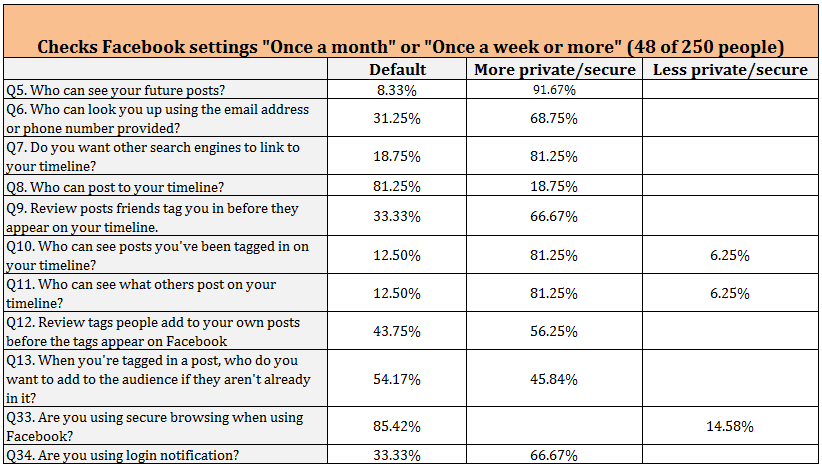 Checks Facebook settings "Once a month" or "Once a week or more" (48 of 250 people)
Default More private/secure Less private/secure
Q5. Who can see your future posts? 8.33% 91.67%
Q6. Who can look you up using the email address
or phone number provided? 31.25% 68.75%
Q7. Do you want other search engines to link to
your timeline? 18.75% 81.25%
Q8. Who can post to your timeline? 81.25% 18.75%
Q9. Review posts friends tag you in before they
appear on your timeline. 33.33% 66.67%
Q10. Who can see posts you've been tagged in on
your timeline? 12.50% 81.25% 6.25%
Q11. Who can see what others post on your
timeline? 12.50% 81.25% 6.25%
Q12. Review tags people add to your own posts
before the tags appear on Facebook 43.75% 56.25%
Q13. When you're tagged in a post, who do you
want to add to the audience if they aren't already
in it? 54.17% 45.84%
Q33. Are you using secure browsing when using
Facebook? 85.42% 14.58%
Q34. Are you using login notification? 33.33% 66.67%